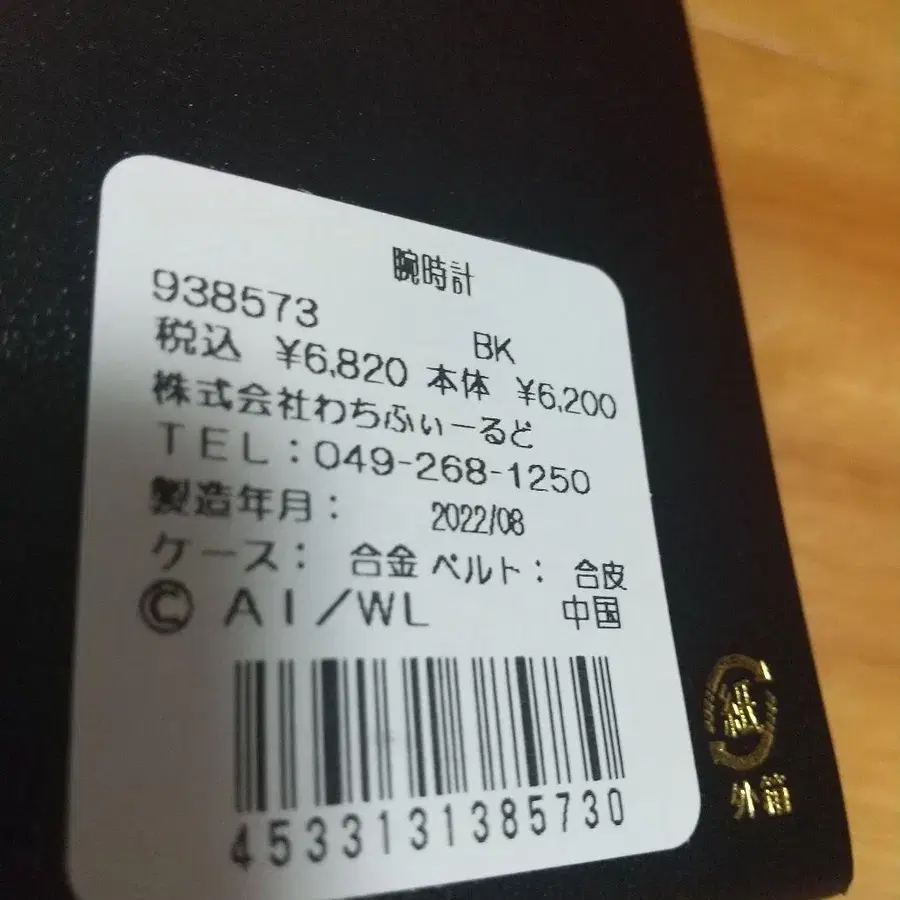 腕時計
938573 BK
税込 ¥6,820 本体 ¥6,200
株式会社わちふぃーるど
TEL:049-268-1250
製造年月: 2022/08
ケース: 合金 ベルト: 合皮
© AI/WL 中国
4533131385730
紙
外箱